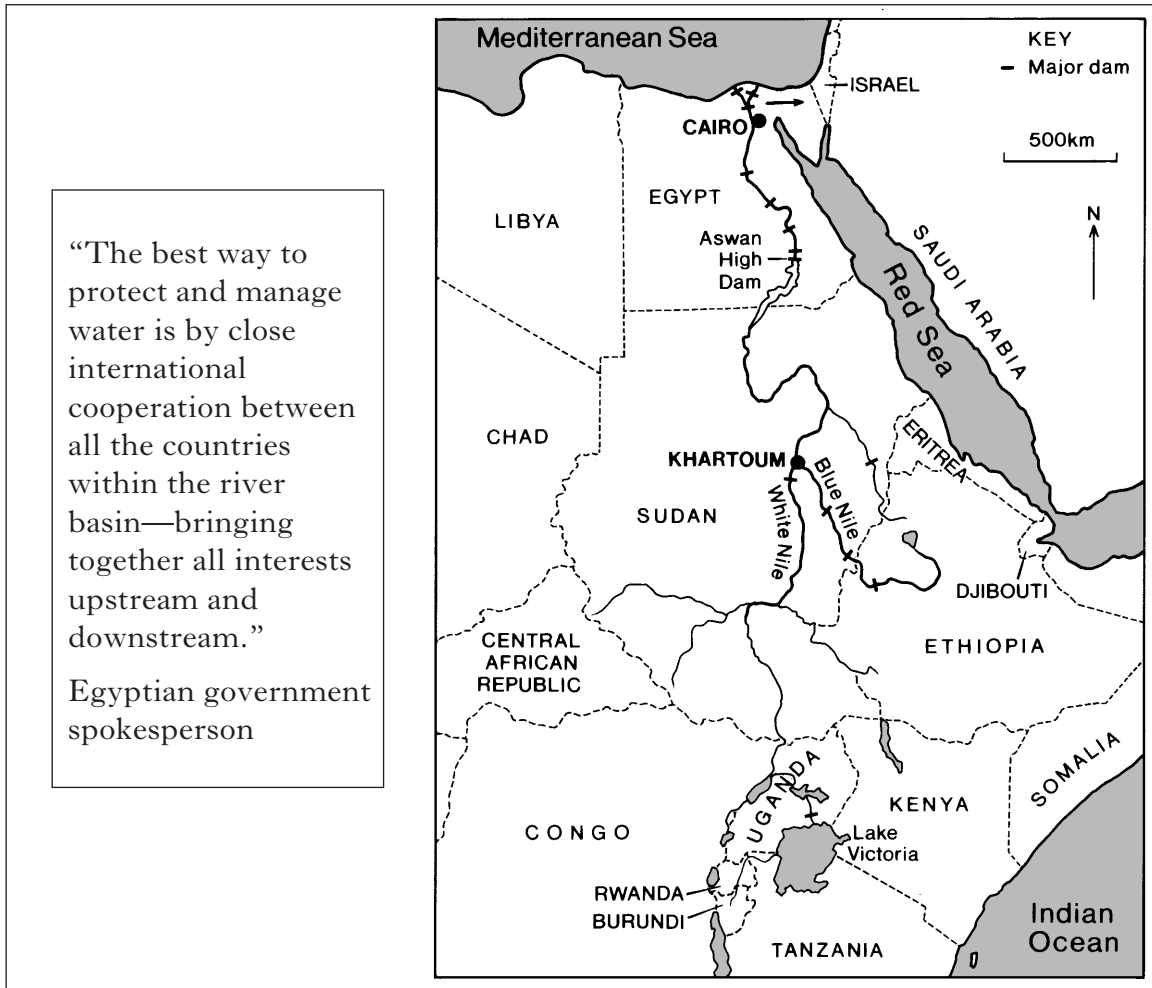 “The best way to
protect and manage
water is by close
international
cooperation between
all the countries
within the river
basin—bringing
together all interests
upstream and
downstream.”
Egyptian government
spokesperson
Mediterranean Sea
KEY
Major dam
500km
N
ISRAEL
CAIRO
EGYPT
LIBYA
Aswan
High
Dam
SAUDI ARABIA
Red Sea
CHAD
KHARTOUM
SUDAN
White Nile
Blue Nile
ERITREA
DJIBOUTI
ETHIOPIA
CENTRAL
AFRICAN
REPUBLIC
SOMALIA
UGANDA
KENYA
CONGO
Lake
Victoria
RWANDA
BURUNDI
TANZANIA
Indian
Ocean